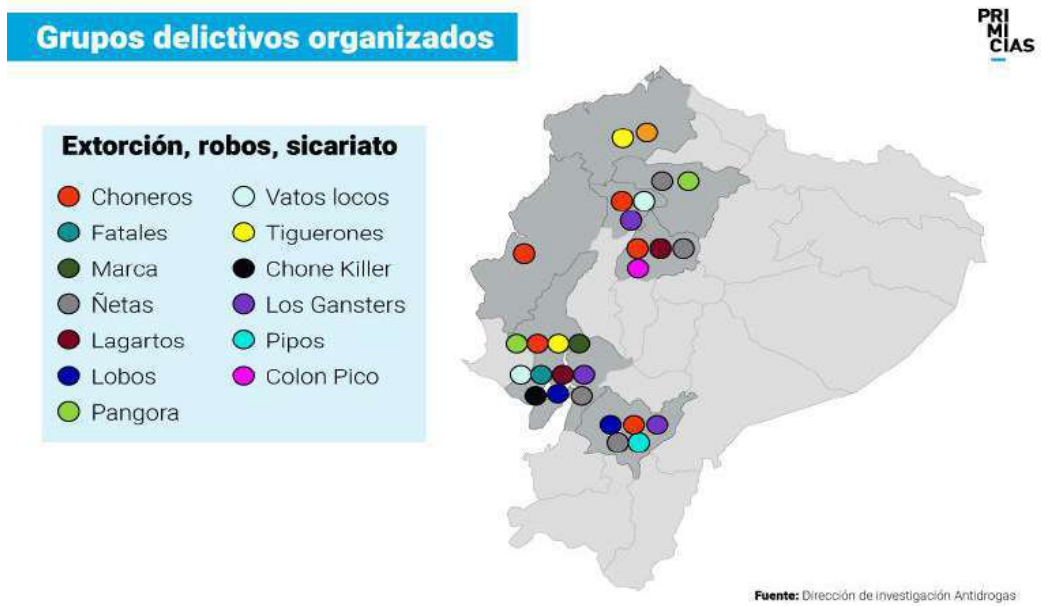 Grupos delictivos organizados
PRI
MI
CIAS
Extorción, robos, sicariato
Choneros
Fatales
Marca
Ñetas
Lagartos
Lobos
Pangora
Vatos locos
Tiguerones
Chone Killer
Los Gansters
Pipos
Colon Pico
Fuente: Dirección de investigación Antidrogas